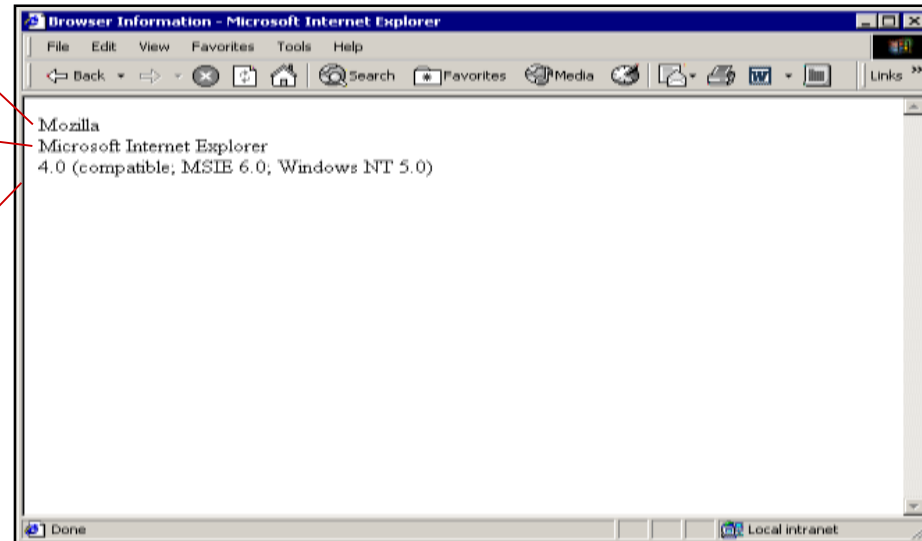 Browser Information - Microsoft Internet Explorer
File Edit View Favorites Tools Help
Back Search Favorites Media Links »
Mozilla
Microsoft Internet Explorer
4.0 (compatible; MSIE 6.0; Windows NT 5.0)
Done Local intranet